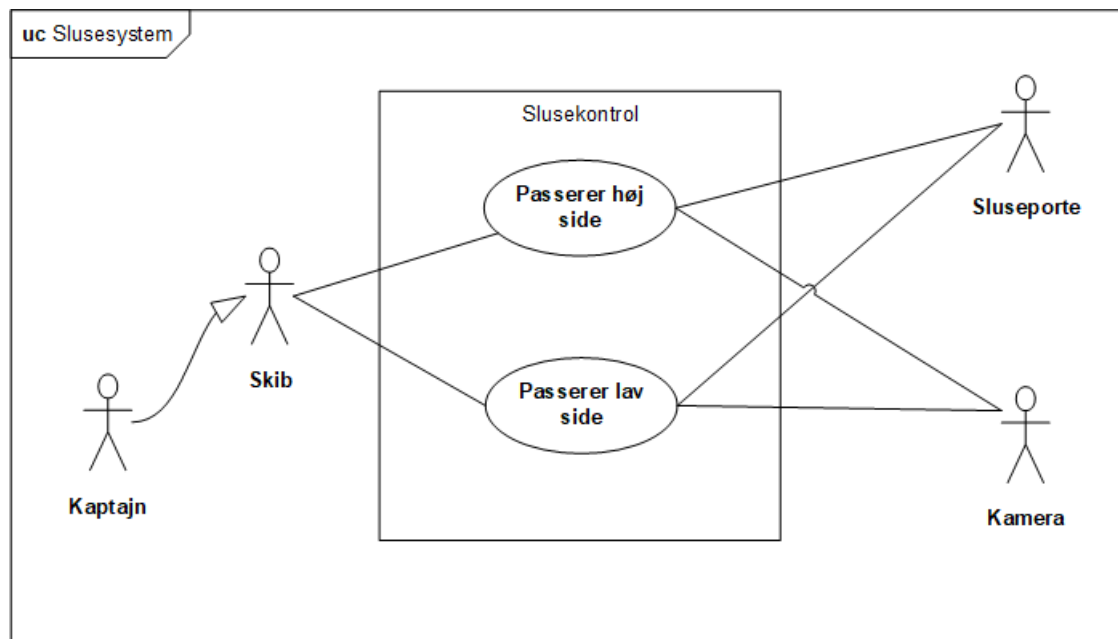 uc Slusesystem
Slusekontrol
Passerer høj
side
Sluseporte
Skib
Passerer lav
side
Kaptajn
Kamera